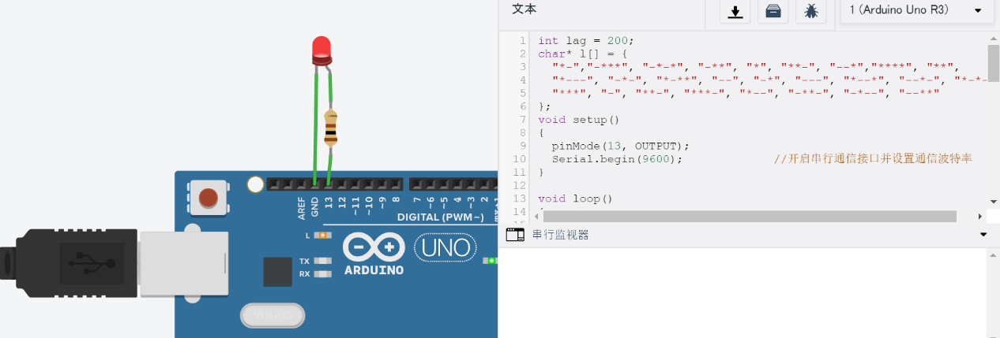 文本
1 (Arduino Uno R3)
1 int lag = 200;
2 char* l[] = {
3 "*-","-***", "-*-*", "-**", "*", "**-*", "--*","****", "**",
4 "*---", "-*-", "*-**", "--", "-*", "---", "*--*", "--*-", "*-*-
5 "***", "-", "**-", "***-", "*--", "-**-", "-*--", "--**"
6 };
7 void setup()
8 {
9 pinMode(13, OUTPUT);
10 Serial.begin(9600); //开启串行通信接口并设置通信波特率
11 }
12
13 void loop()
14
串行监视器
AREF
GND
13
12
~11
~10
~9
8
7
~6
~5
4
~3
2
DIGITAL (PWM~)
L
TX
RX
UNO
ARDUINO